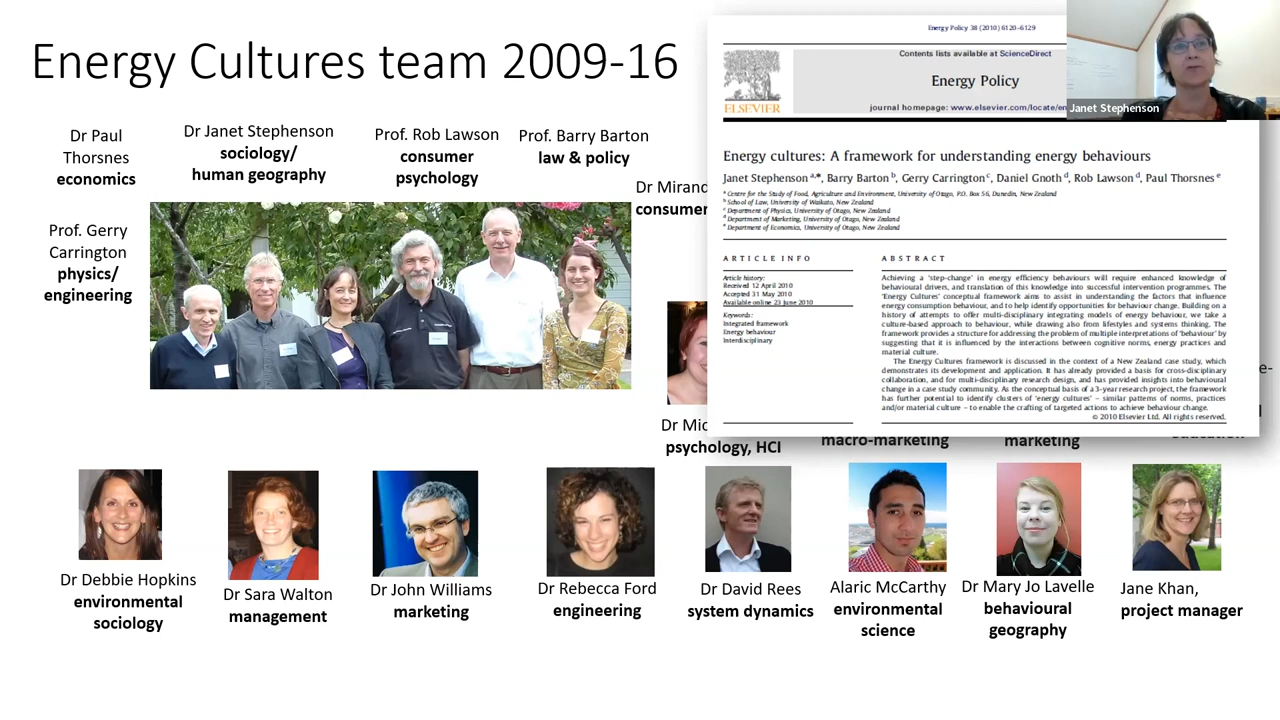 Energy Cultures team 2009-16
Dr Paul
Thorsnes
economics
Dr Janet Stephenson
sociology/
human geography
Prof. Rob Lawson
consumer
psychology
Prof. Barry Barton
law & policy
Dr Mirand
consumer
Prof. Gerry
Carrington
physics/
engineering
Energy Policy 38 (2010) 6120–6129
Contents lists available at ScienceDirect
Energy Policy
journal homepage: www.elsevier.com/locate/en
ELSEVIER
Janet Stephenson
Energy cultures: A framework for understanding energy behaviours
Janet Stephenson a,*, Barry Barton b, Gerry Carrington c, Daniel Gnoth d, Rob Lawson d, Paul Thorsnes e
a Centre for the Study of Food, Agriculture and Environment, University of Otago, P.O. Box 56, Dunedin, New Zealand
b School of Law, University of Waikato, New Zealand
c Department of Physics, University of Otago, New Zealand
d Department of Marketing, University of Otago, New Zealand
e Department of Economics, University of Otago, New Zealand
ARTICLE INFO
Article history:
Received 12 April 2010
Accepted 31 May 2010
Available online 23 June 2010
Keywords:
Integrated framework
Energy behaviour
Interdisciplinary
ABSTRACT
Achieving a 'step-change' in energy efficiency behaviours will require enhanced knowledge of
behavioural drivers, and translation of this knowledge into successful intervention programmes. The
'Energy Cultures' conceptual framework aims to assist in understanding the factors that influence
energy consumption behaviour, and to help identify opportunities for behaviour change. Building on a
history of attempts to offer multi-disciplinary integrating models of energy behaviour, we take a
culture-based approach to behaviour, while drawing also from lifestyles and systems thinking. The
framework provides a structure for addressing the problem of multiple interpretations of 'behaviour' by
suggesting that it is influenced by the interactions between cognitive norms, energy practices and
material culture.
The Energy Cultures framework is discussed in the context of a New Zealand case study, which
demonstrates its development and application. It has already provided a basis for cross-disciplinary
collaboration, and for multi-disciplinary research design, and has provided insights into behavioural
change in a case study community. As the conceptual basis of a 3-year research project, the framework
has further potential to identify clusters of 'energy cultures' – similar patterns of norms, practices
and/or material culture – to enable the crafting of targeted actions to achieve behaviour change.
© 2010 Elsevier Ltd. All rights reserved.
e-
Dr Mic
psychology, HCI
macro-marketing
marketing
education
Dr Debbie Hopkins
environmental
sociology
Dr Sara Walton
management
Dr John Williams
marketing
Dr Rebecca Ford
engineering
Dr David Rees
system dynamics
Alaric McCarthy
environmental
science
Dr Mary Jo Lavelle
behavioural
geography
Jane Khan,
project manager